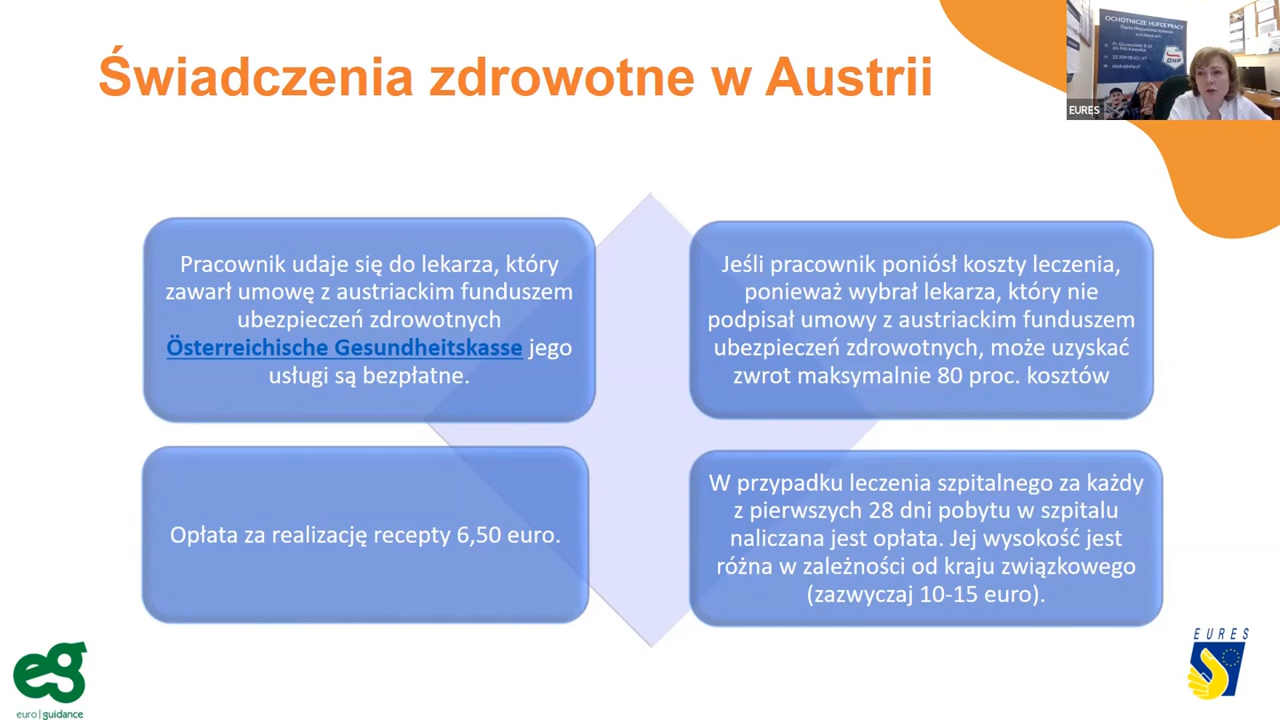 Świadczenia zdrowotne w Austrii
OCHOTNICZE HUFCE PRACY
OHP
EURES
Pracownik udaje się do lekarza, który
zawarł umowę z austriackim funduszem
ubezpieczeń zdrowotnych
Österreichische Gesundheitskasse jego
usługi są bezpłatne.
Jeśli pracownik poniósł koszty leczenia,
ponieważ wybrał lekarza, który nie
podpisał umowy z austriackim funduszem
ubezpieczeń zdrowotnych, może uzyskać
zwrot maksymalnie 80 proc. kosztów
Opłata za realizację recepty 6,50 euro.
W przypadku leczenia szpitalnego za każdy
z pierwszych 28 dni pobytu w szpitalu
naliczana jest opłata. Jej wysokość jest
różna w zależności od kraju związkowego
(zazwyczaj 10-15 euro).
eg
euro|guidance
EURES